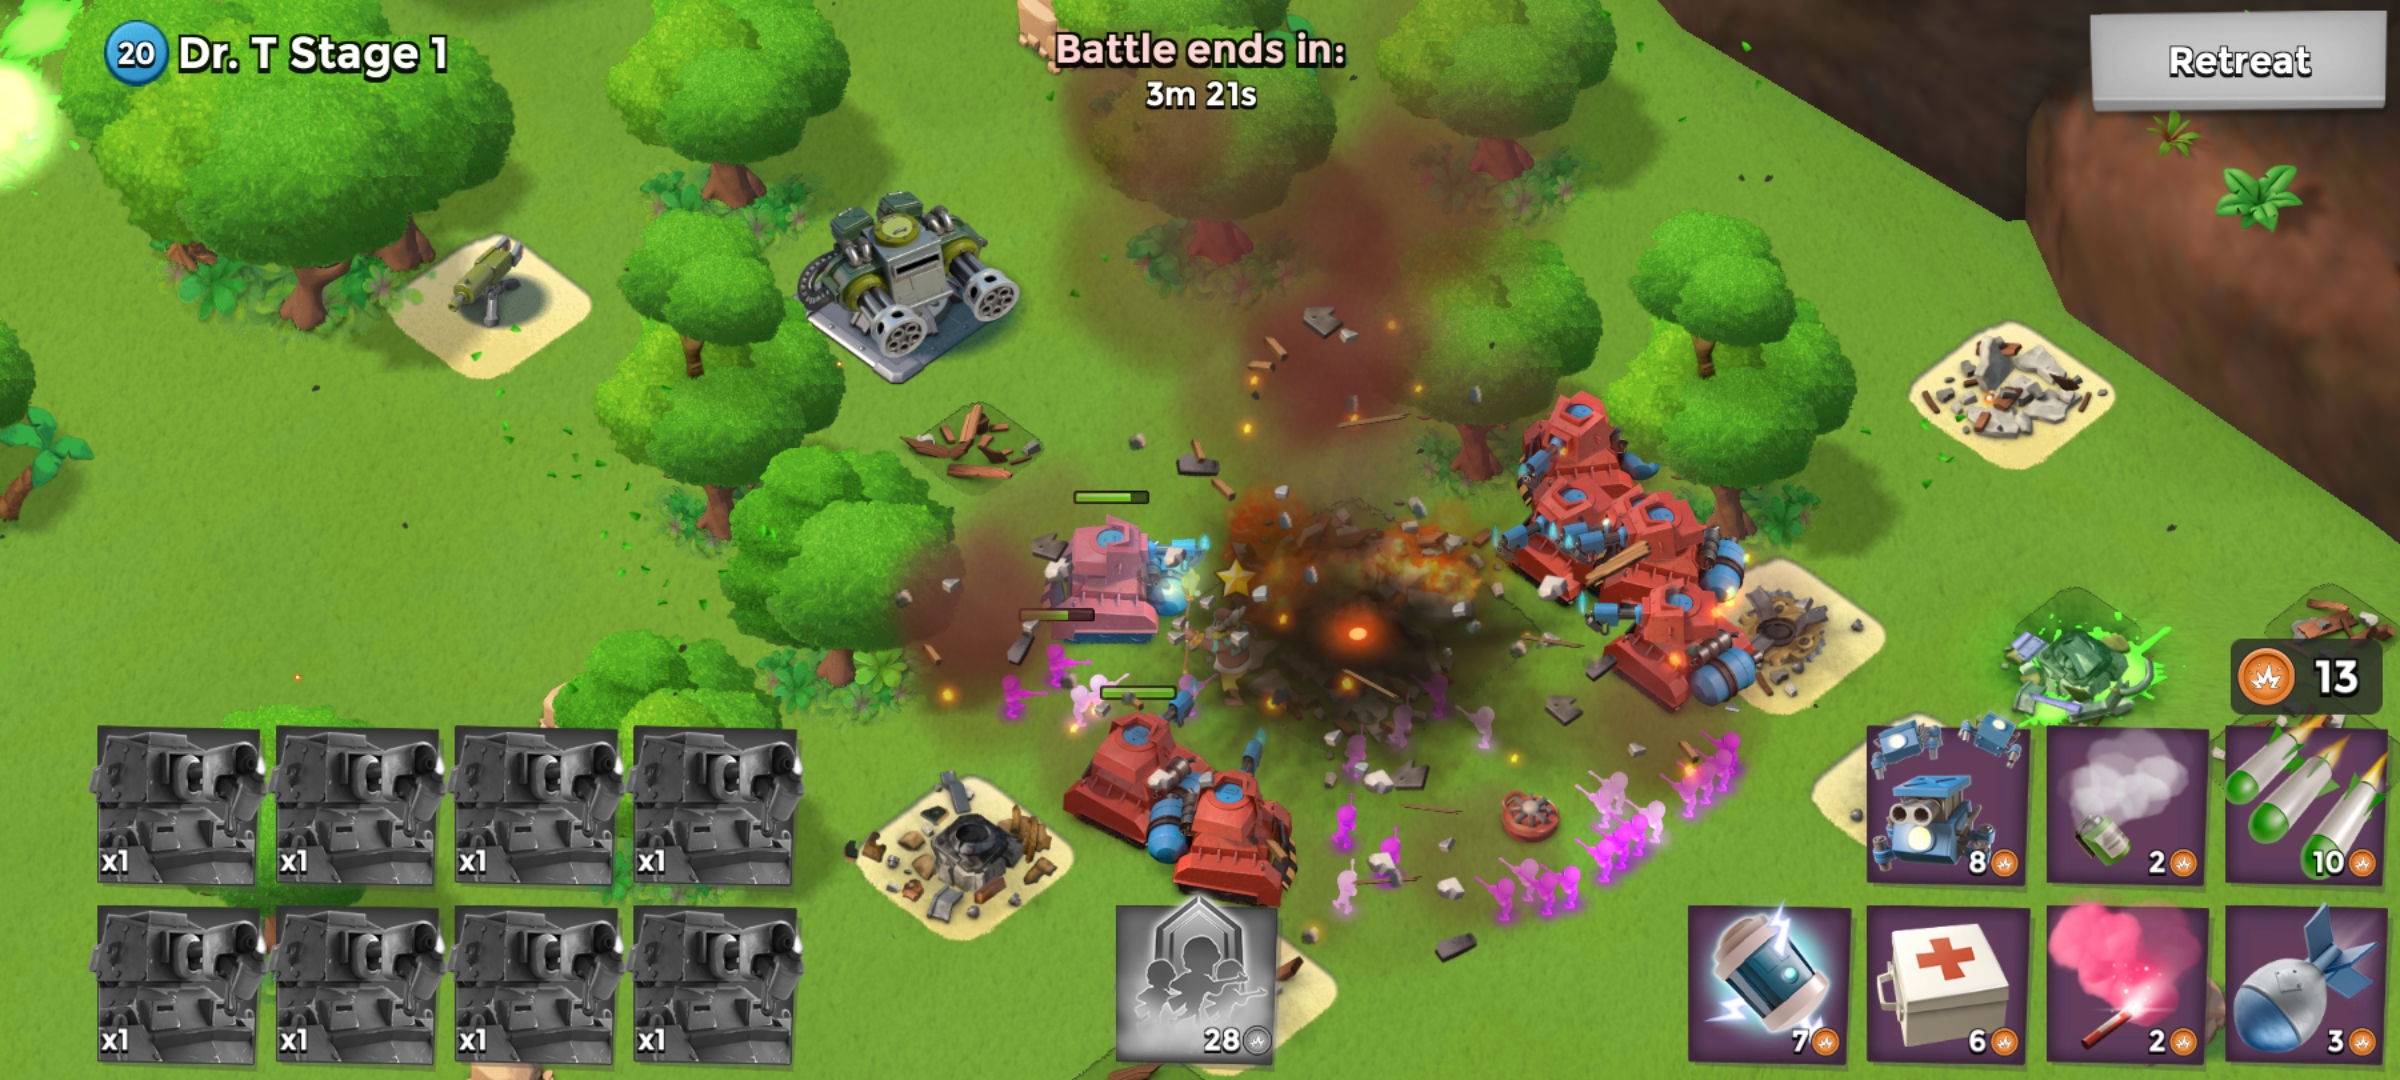 20 Dr. T Stage 1
Battle ends in:
3m 21s
Retreat
13
x1 x1 x1 x1
8 2 10
x1 x1 x1 x1
28
7 6 2 3